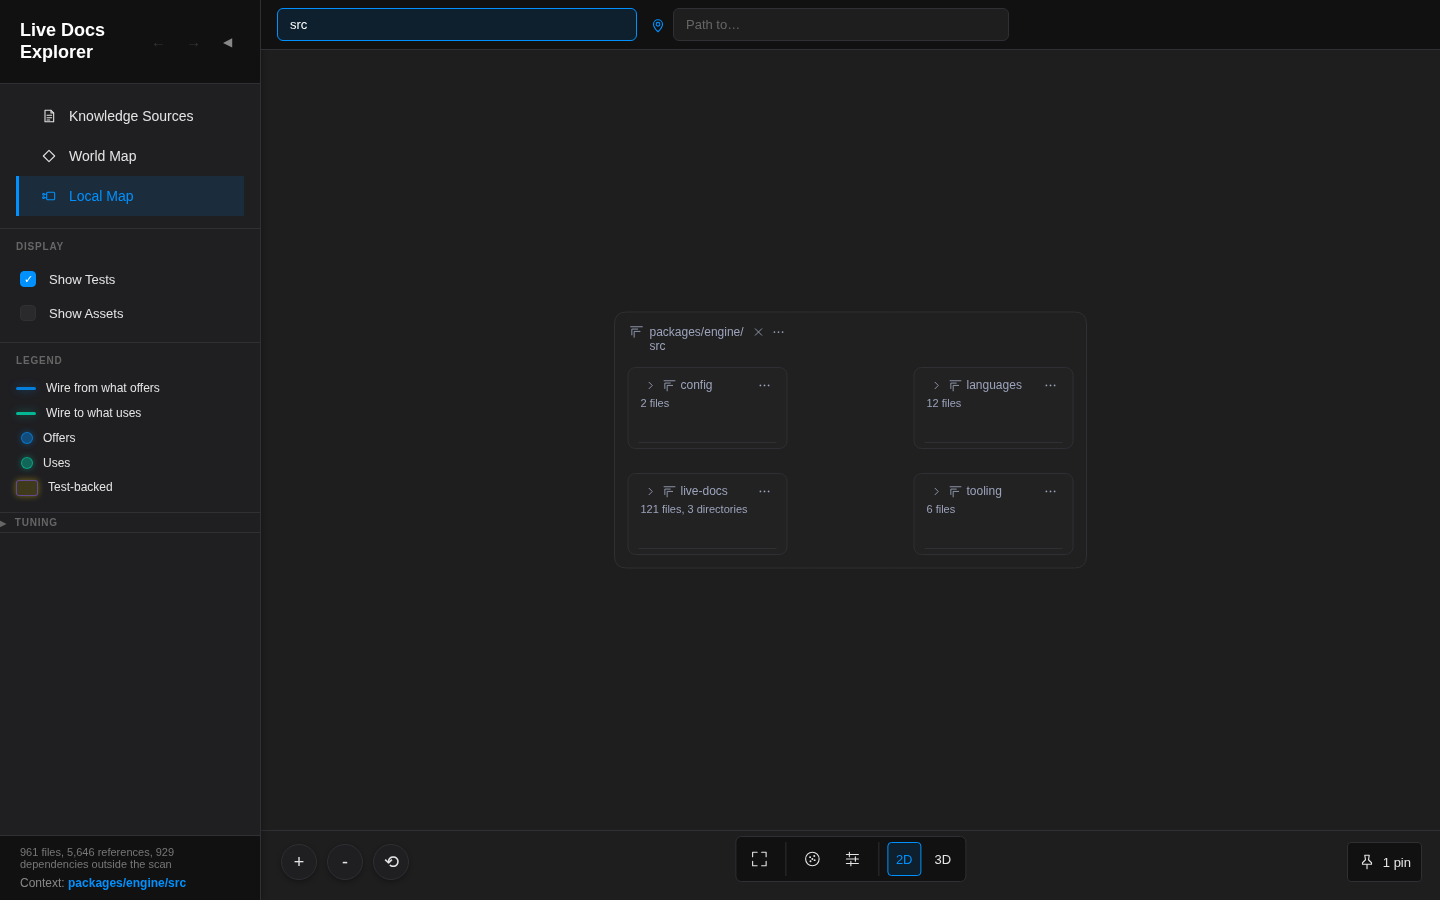 Live Docs
Explorer
← → ◀
Knowledge Sources
World Map
Local Map
DISPLAY
✓ Show Tests
Show Assets
LEGEND
Wire from what offers
Wire to what uses
Offers
Uses
Test-backed
▶ TUNING
961 files, 5,646 references, 929
dependencies outside the scan
Context: packages/engine/src
src
Path to…
packages/engine/
src
config
2 files
languages
12 files
live-docs
121 files, 3 directories
tooling
6 files
+ - ⟲
2D 3D
1 pin